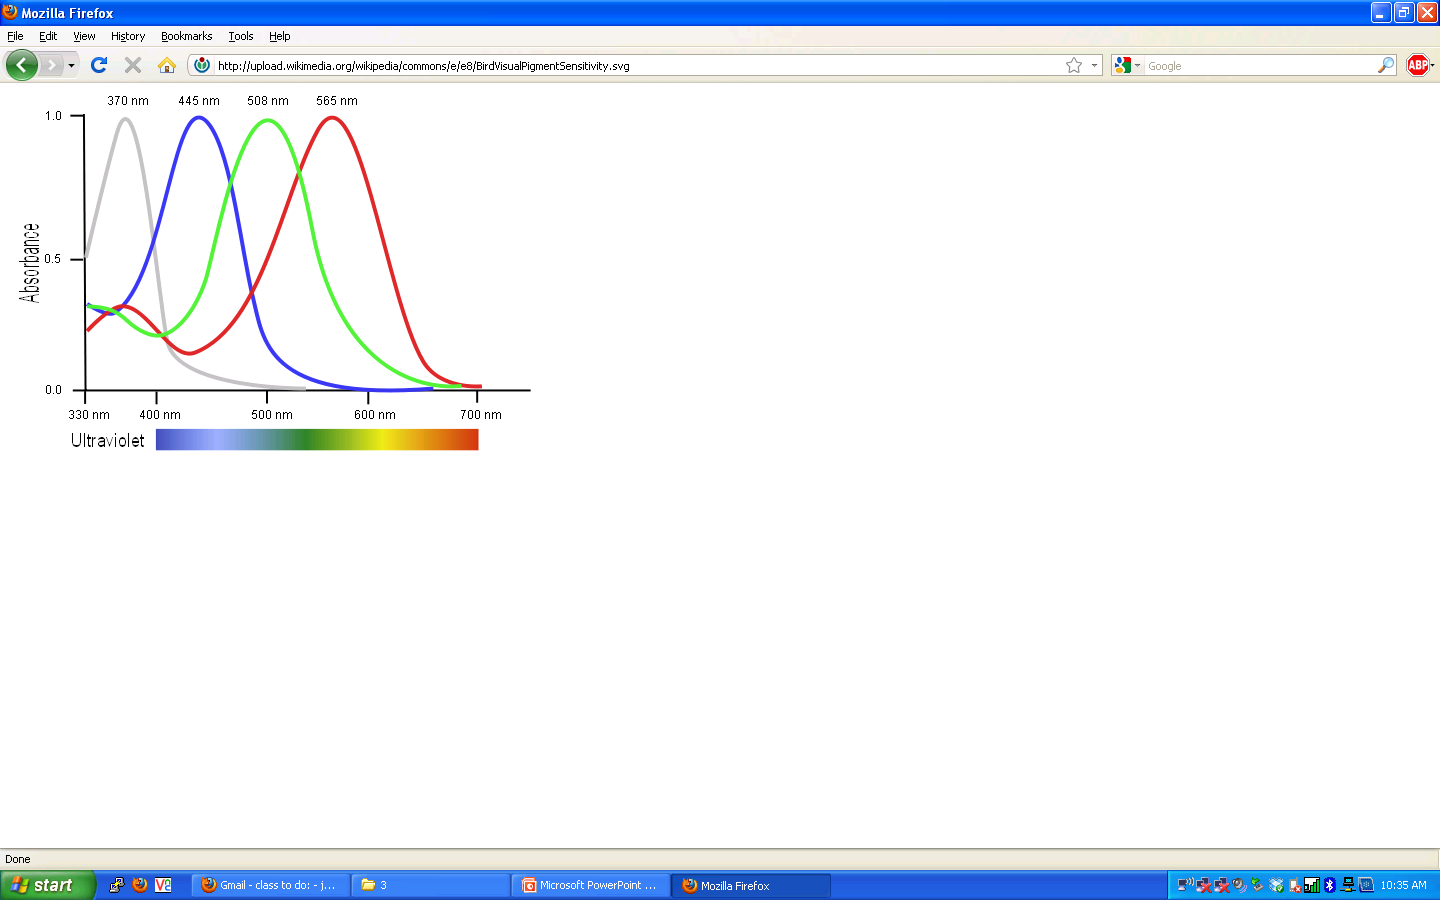 Mozilla Firefox
File Edit View History Bookmarks Tools Help
http://upload.wikimedia.org/wikipedia/commons/e/e8/BirdVisualPigmentSensitivity.svg
Google
ABP
370 nm 445 nm 508 nm 565 nm
1.0
Absorbance
0.5
0.0
330 nm 400 nm 500 nm 600 nm 700 nm
Ultraviolet
Done
start
Gmail - class to do: - j...
3
Microsoft PowerPoint ...
Mozilla Firefox
10:35 AM